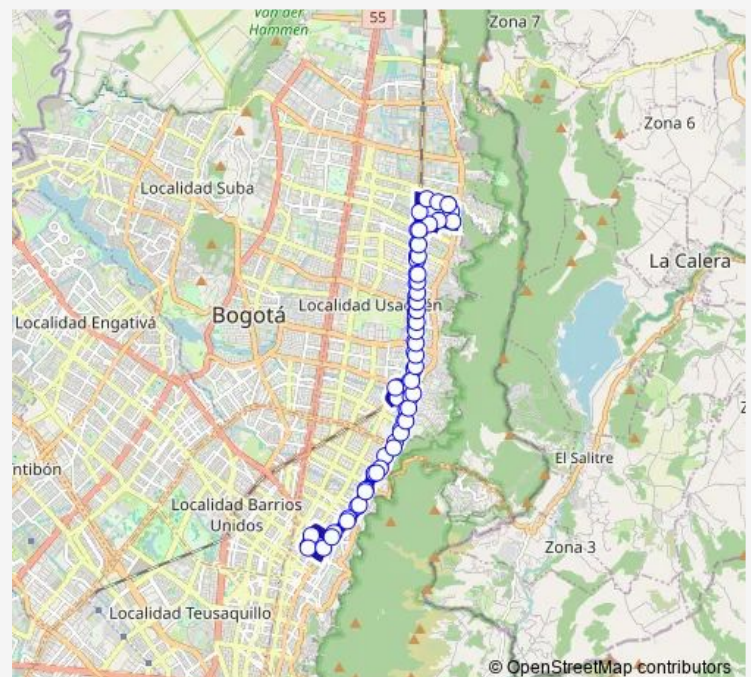 Van der
Hammen
55
Zona 7
Zona 6
Localidad Suba
La Calera
Localidad Usaquén
Bogotá
Localidad Engativá
Z
El Salitre
ntibón
Localidad Barrios
Unidos
Zona 3
Localidad Teusaquillo
© OpenStreetMap contributors